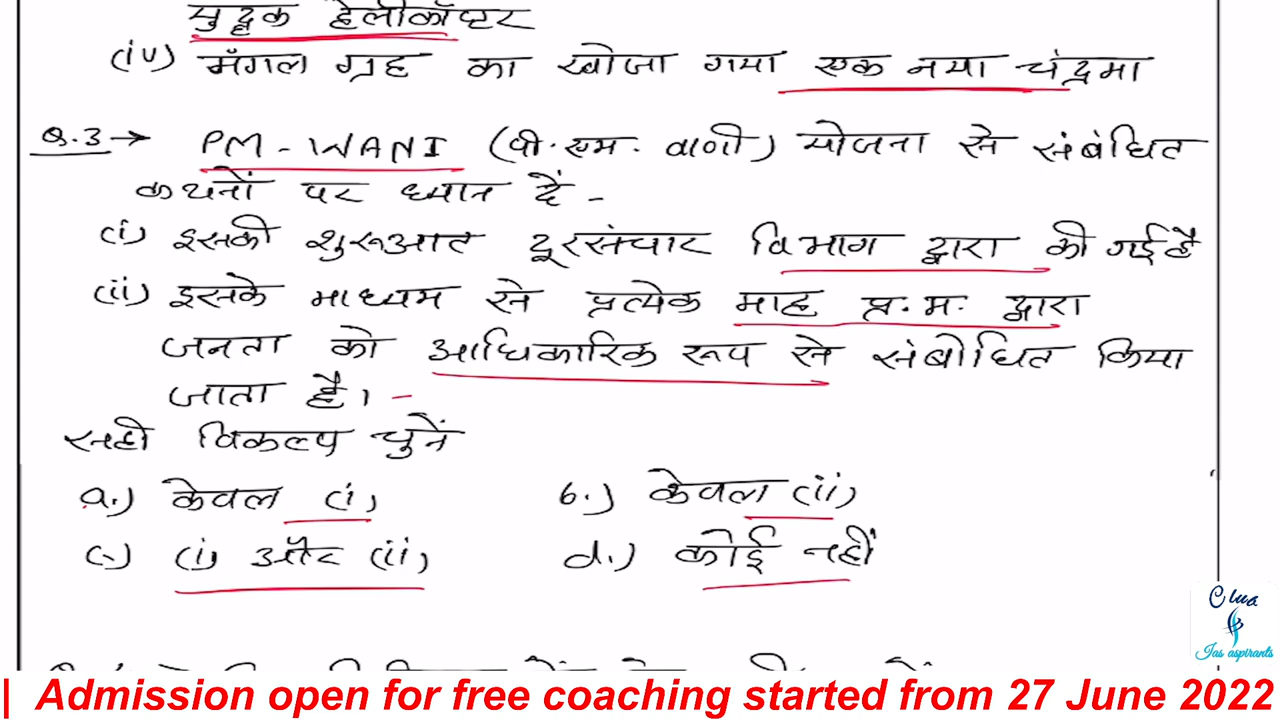 युद्धक हेलीकॉप्टर
(iv) मंगल ग्रह का खोजा गया एक नया चंद्रमा
Q.3→ PM-WANI (पी.एम. वाणी) योजना से संबंधित
कथनों पर ध्यान दें -
(i) इसकी शुरूआत दूरसंचार विभाग द्वारा की गई है
(ii) इसके माध्यम से प्रत्येक माह प्र.म. द्वारा
जनता को आधिकारिक रूप से संबोधित किया
जाता है।
सही विकल्प चुनें
a.) केवल (i) b.) केवल (ii)
c.) (i) और (ii) d.) कोई नहीं
Clua
Ias aspirants
| Admission open for free coaching started from 27 June 2022